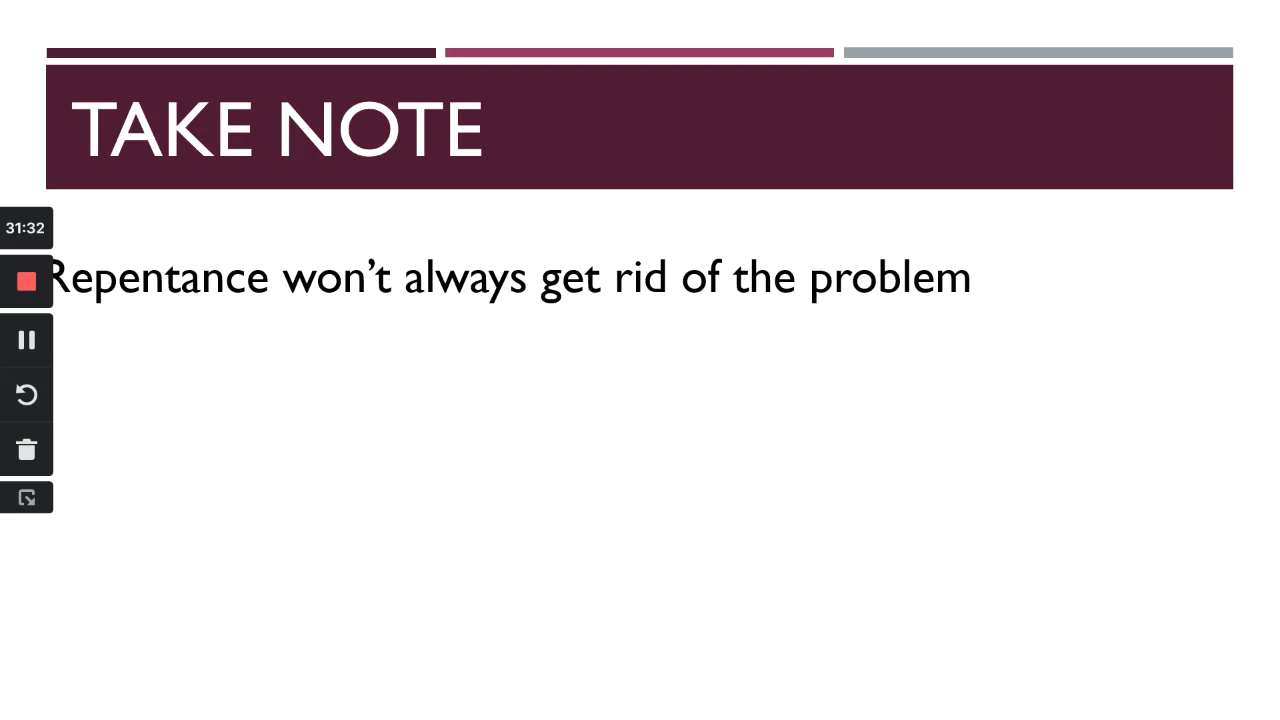 TAKE NOTE
31:32
Repentance won’t always get rid of the problem